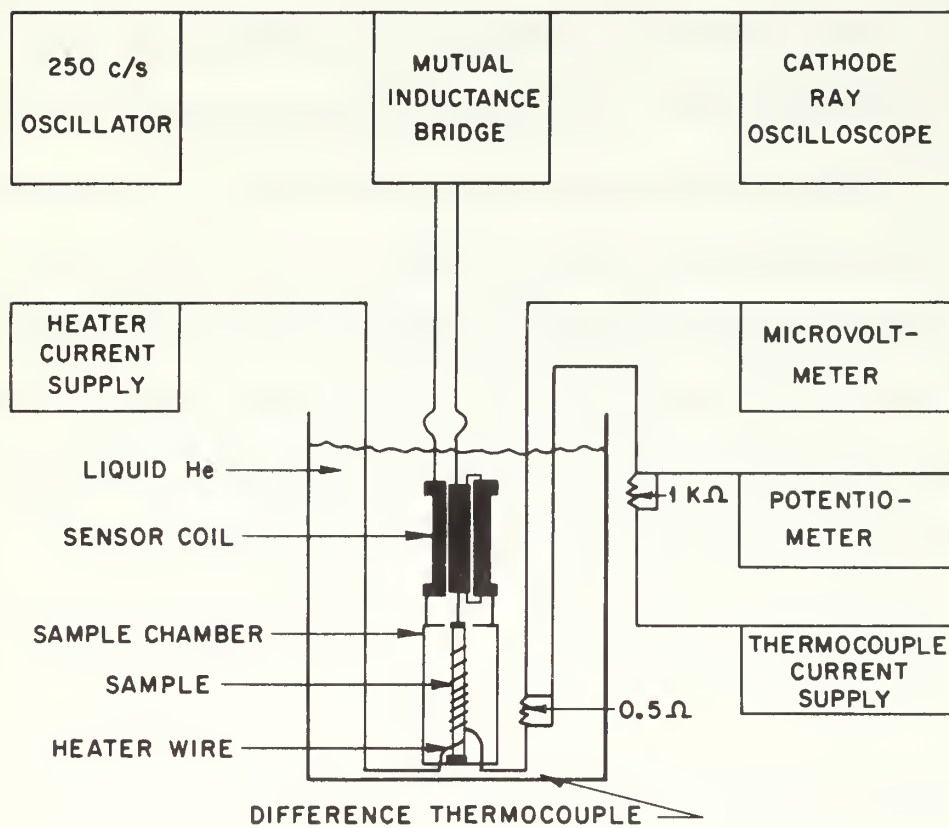 250 c/s
OSCILLATOR
MUTUAL
INDUCTANCE
BRIDGE
CATHODE
RAY
OSCILLOSCOPE
HEATER
CURRENT
SUPPLY
MICROVOLT-
METER
LIQUID He
1 KΩ
POTENTIO-
METER
SENSOR COIL
SAMPLE CHAMBER
THERMOCOUPLE
CURRENT
SUPPLY
SAMPLE
0.5Ω
HEATER WIRE
DIFFERENCE THERMOCOUPLE